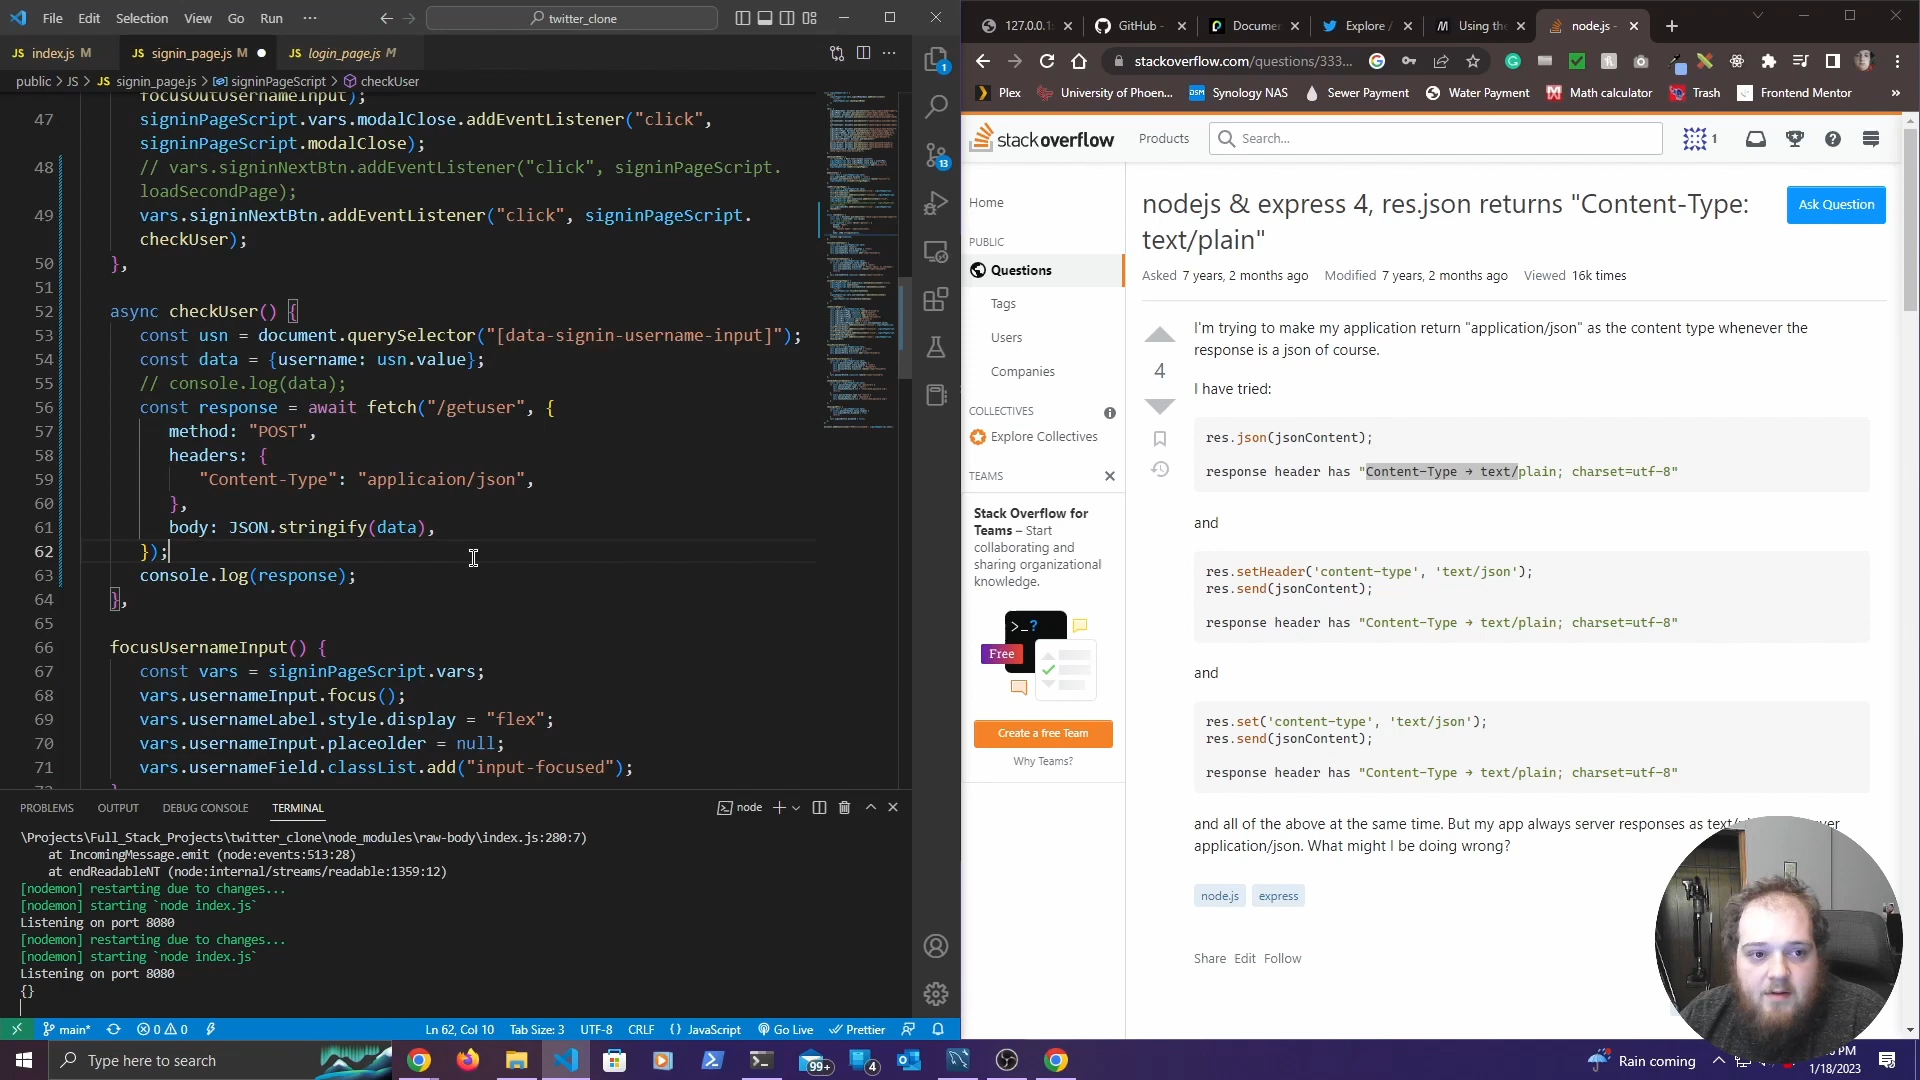 File Edit Selection View Go Run ··· twitter_clone
JS index.js M JS signin_page.js M JS login_page.js M
public > JS > JS signin_page.js > signinPageScript > checkUser
focusOutUsernameInput);
47 signinPageScript.vars.modalClose.addEventListener("click",
signinPageScript.modalClose);
48 // vars.signinNextBtn.addEventListener("click", signinPageScript.
loadSecondPage);
49 vars.signinNextBtn.addEventListener("click", signinPageScript.
checkUser);
50 },
51
52 async checkUser() {
53 const usn = document.querySelector("[data-signin-username-input]");
54 const data = {username: usn.value};
55 // console.log(data);
56 const response = await fetch("/getuser", {
57 method: "POST",
58 headers: {
59 "Content-Type": "applicaion/json",
60 },
61 body: JSON.stringify(data),
62 });
63 console.log(response);
64 },
65
66 focusUsernameInput() {
67 const vars = signinPageScript.vars;
68 vars.usernameInput.focus();
69 vars.usernameLabel.style.display = "flex";
70 vars.usernameInput.placeolder = null;
71 vars.usernameField.classList.add("input-focused");
PROBLEMS OUTPUT DEBUG CONSOLE TERMINAL node
\Projects\Full_Stack_Projects\twitter_clone\node_modules\raw-body\index.js:280:7)
at IncomingMessage.emit (node:events:513:28)
at endReadableNT (node:internal/streams/readable:1359:12)
[nodemon] restarting due to changes...
[nodemon] starting `node index.js`
Listening on port 8080
[nodemon] restarting due to changes...
[nodemon] starting `node index.js`
Listening on port 8080
{}
1
13
main* 0 0 Ln 62, Col 10 Tab Size: 3 UTF-8 CRLF {} JavaScript Go Live Prettier
127.0.0.1: GitHub - Docume Explore / Using the node.js -
stackoverflow.com/questions/333...
Plex University of Phoen... DSM Synology NAS Sewer Payment Water Payment Math calculator Trash Frontend Mentor »
stackoverflow Products Search... 1
Home
PUBLIC
Questions
Tags
Users
Companies
COLLECTIVES
Explore Collectives
TEAMS
Stack Overflow for
Teams – Start
collaborating and
sharing organizational
knowledge.
>_?
Free
Create a free Team
Why Teams?
nodejs & express 4, res.json returns "Content-Type:
text/plain"
Ask Question
Asked 7 years, 2 months ago Modified 7 years, 2 months ago Viewed 16k times
I'm trying to make my application return "application/json" as the content type whenever the
response is a json of course.
4
I have tried:
res.json(jsonContent);
response header has "Content-Type → text/plain; charset=utf-8"
and
res.setHeader('content-type', 'text/json');
res.send(jsonContent);
response header has "Content-Type → text/plain; charset=utf-8"
and
res.set('content-type', 'text/json');
res.send(jsonContent);
response header has "Content-Type → text/plain; charset=utf-8"
and all of the above at the same time. But my app always server responses as text/
application/json. What might I be doing wrong?
node.js express
Share Edit Follow
Type here to search 99+ 4 Rain coming PM
1/18/2023